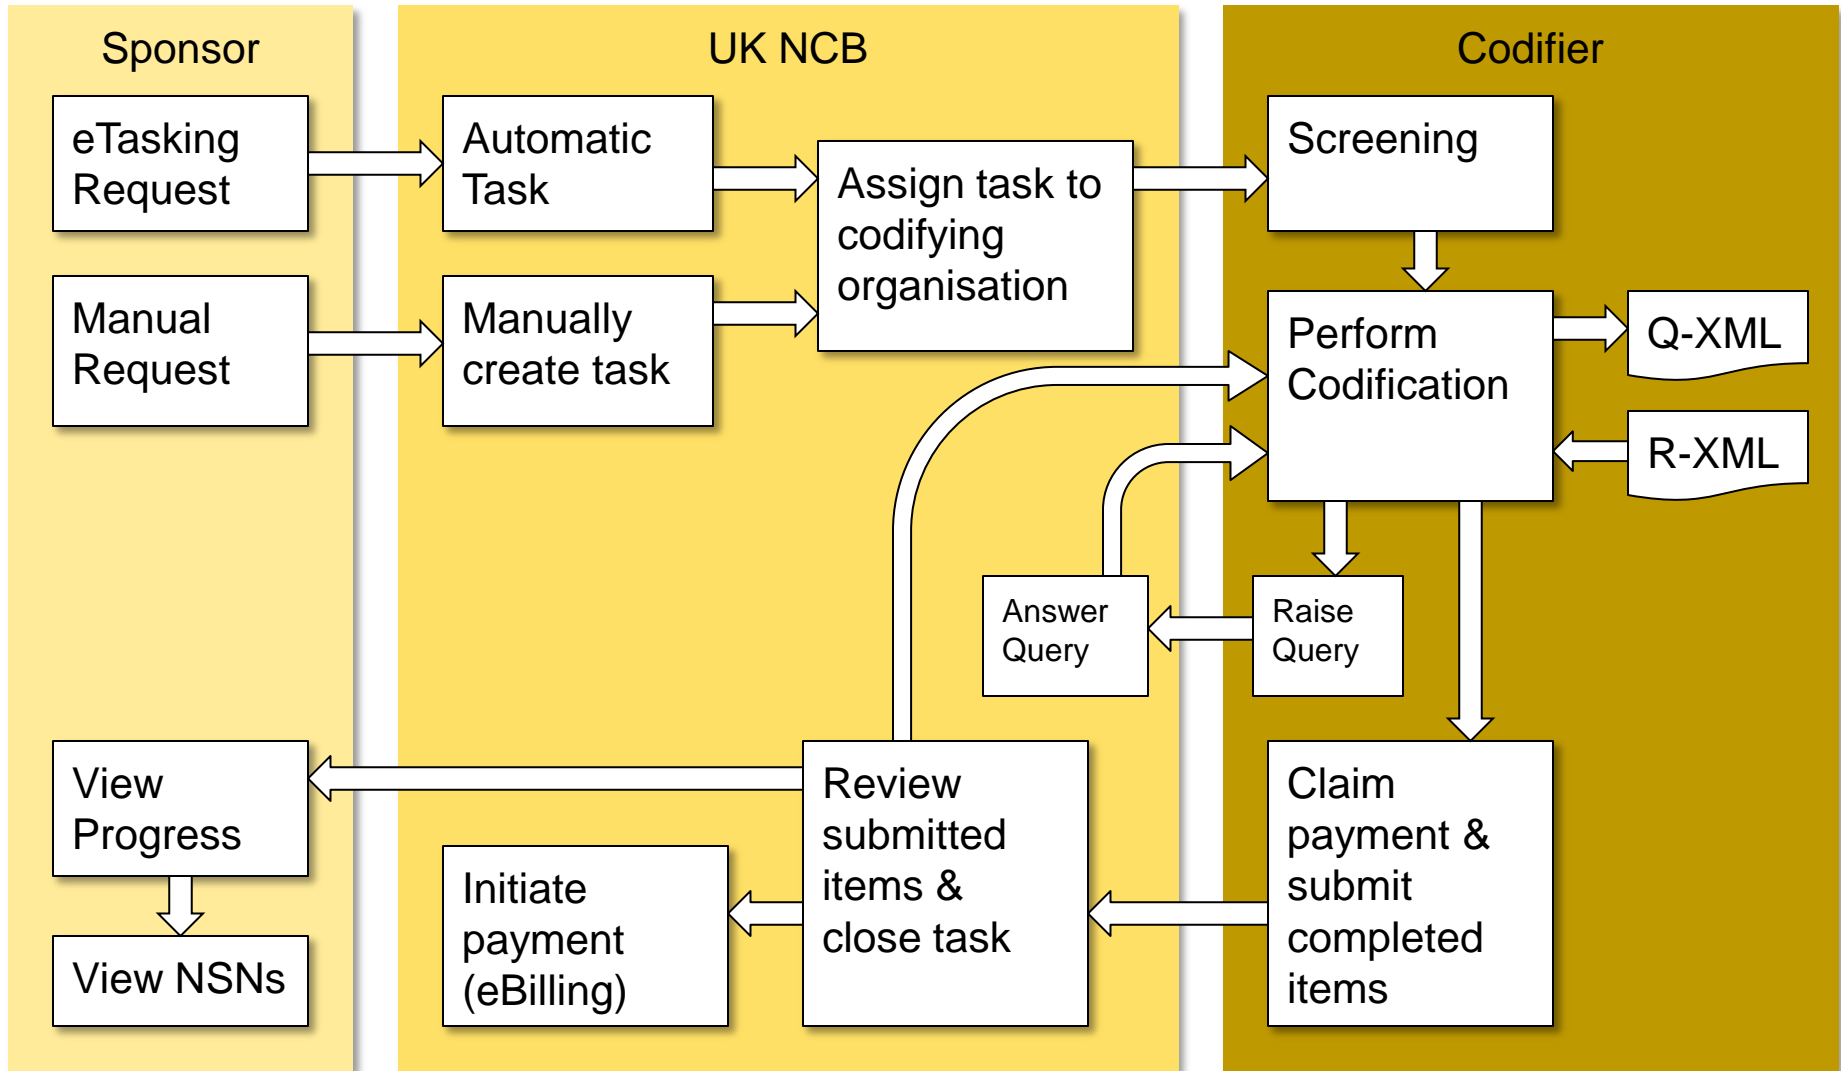 Sponsor
eTasking
Request
Manual
Request
View
Progress
View NSNs
UK NCB
Automatic
Task
Manually
create task
Assign task to
codifying
organisation
Answer
Query
Review
submitted
items &
close task
Initiate
payment
(eBilling)
Codifier
Screening
Perform
Codification
Q-XML
R-XML
Raise
Query
Claim
payment &
submit
completed
items